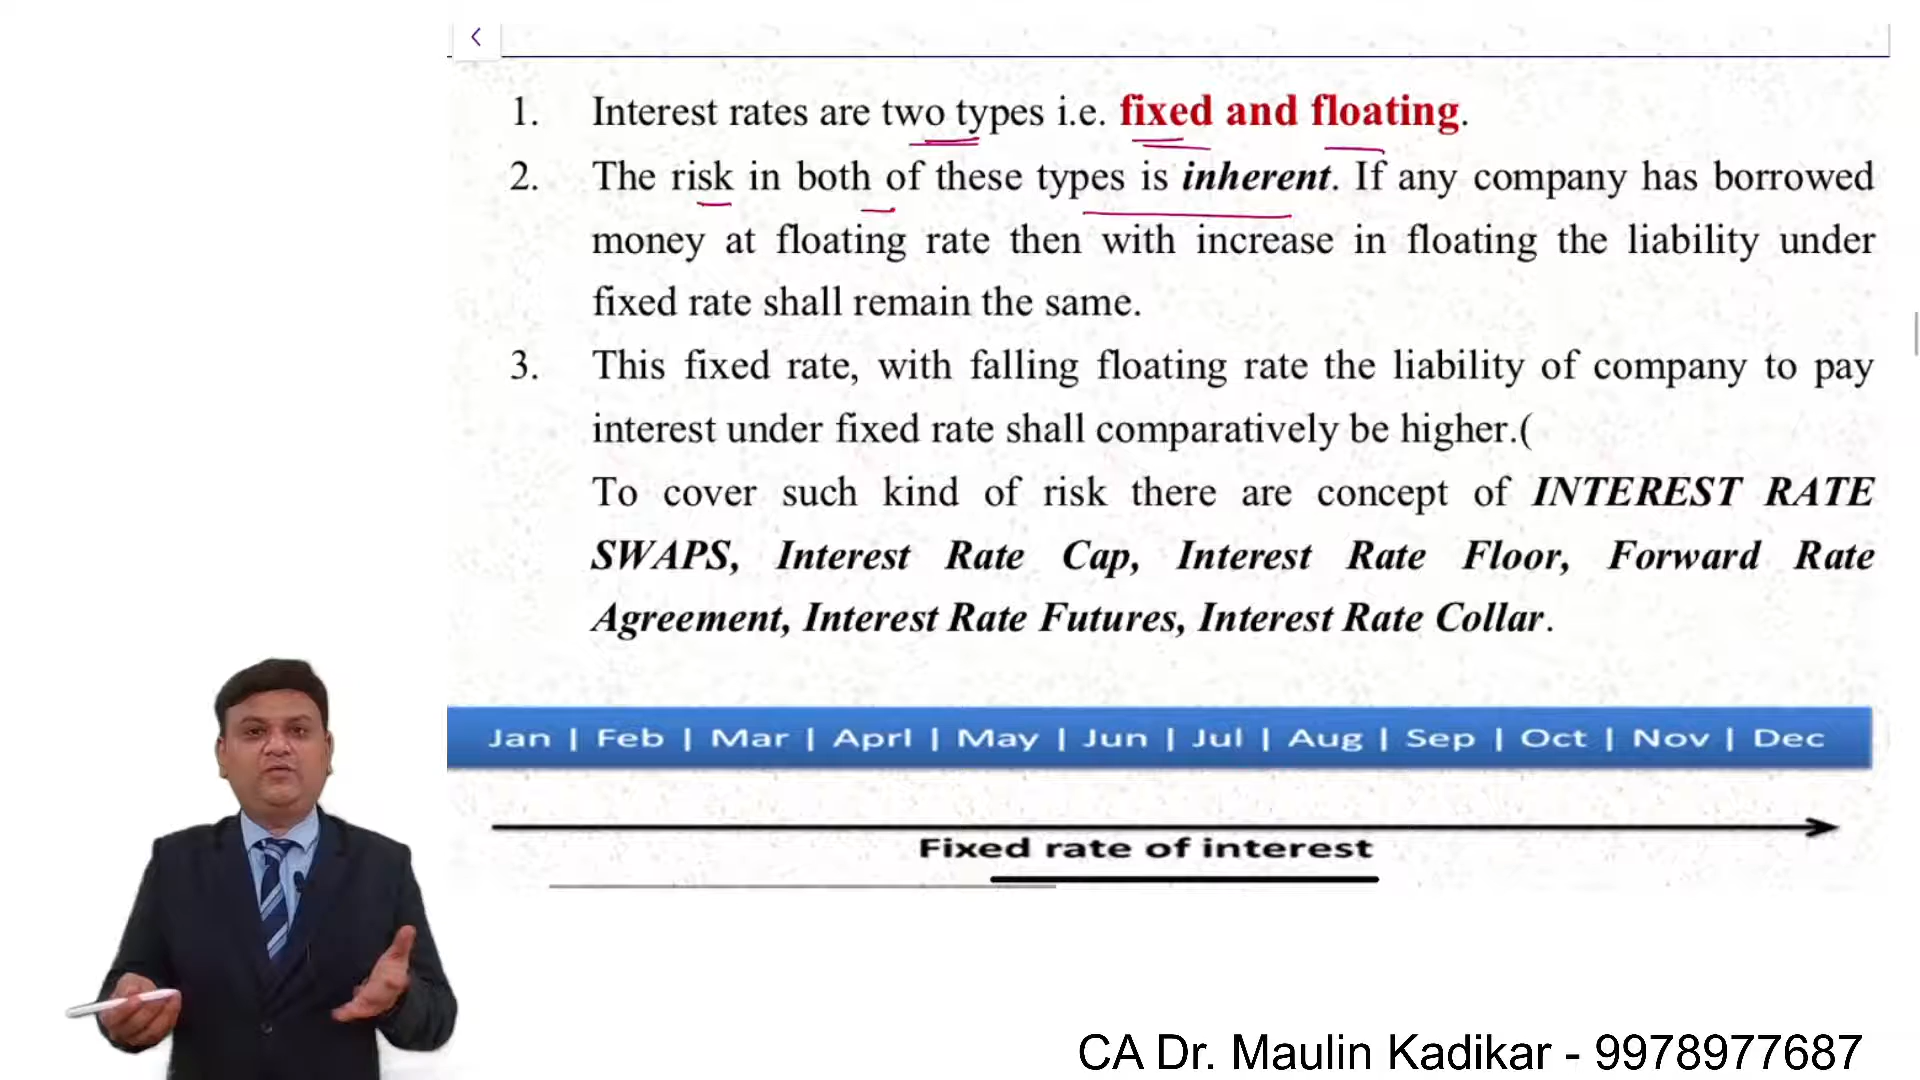 1. Interest rates are two types i.e. fixed and floating.
2. The risk in both of these types is inherent. If any company has borrowed
money at floating rate then with increase in floating the liability under
fixed rate shall remain the same.
3. This fixed rate, with falling floating rate the liability of company to pay
interest under fixed rate shall comparatively be higher.(
To cover such kind of risk there are concept of INTEREST RATE
SWAPS, Interest Rate Cap, Interest Rate Floor, Forward Rate
Agreement, Interest Rate Futures, Interest Rate Collar.
Jan | Feb | Mar | Aprl | May | Jun | Jul | Aug | Sep | Oct | Nov | Dec
Fixed rate of interest
CA Dr. Maulin Kadikar - 9978977687